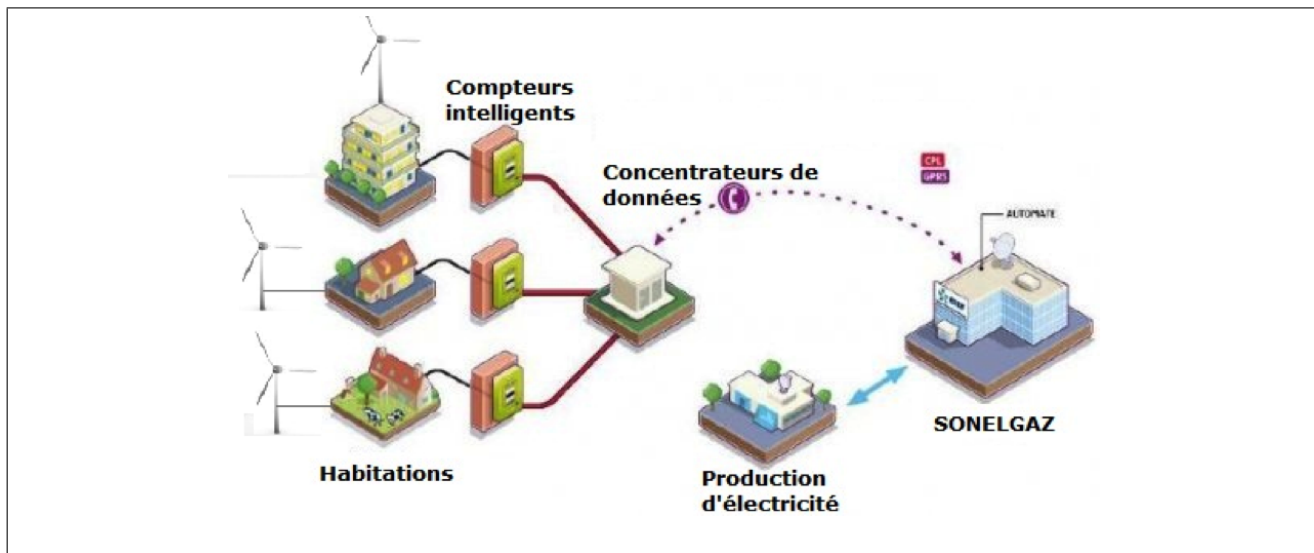 Compteurs
intelligents
Concentrateurs de
données
CPL
GPRS
AUTOMATE
SONELGAZ
Production
d'électricité
Habitations